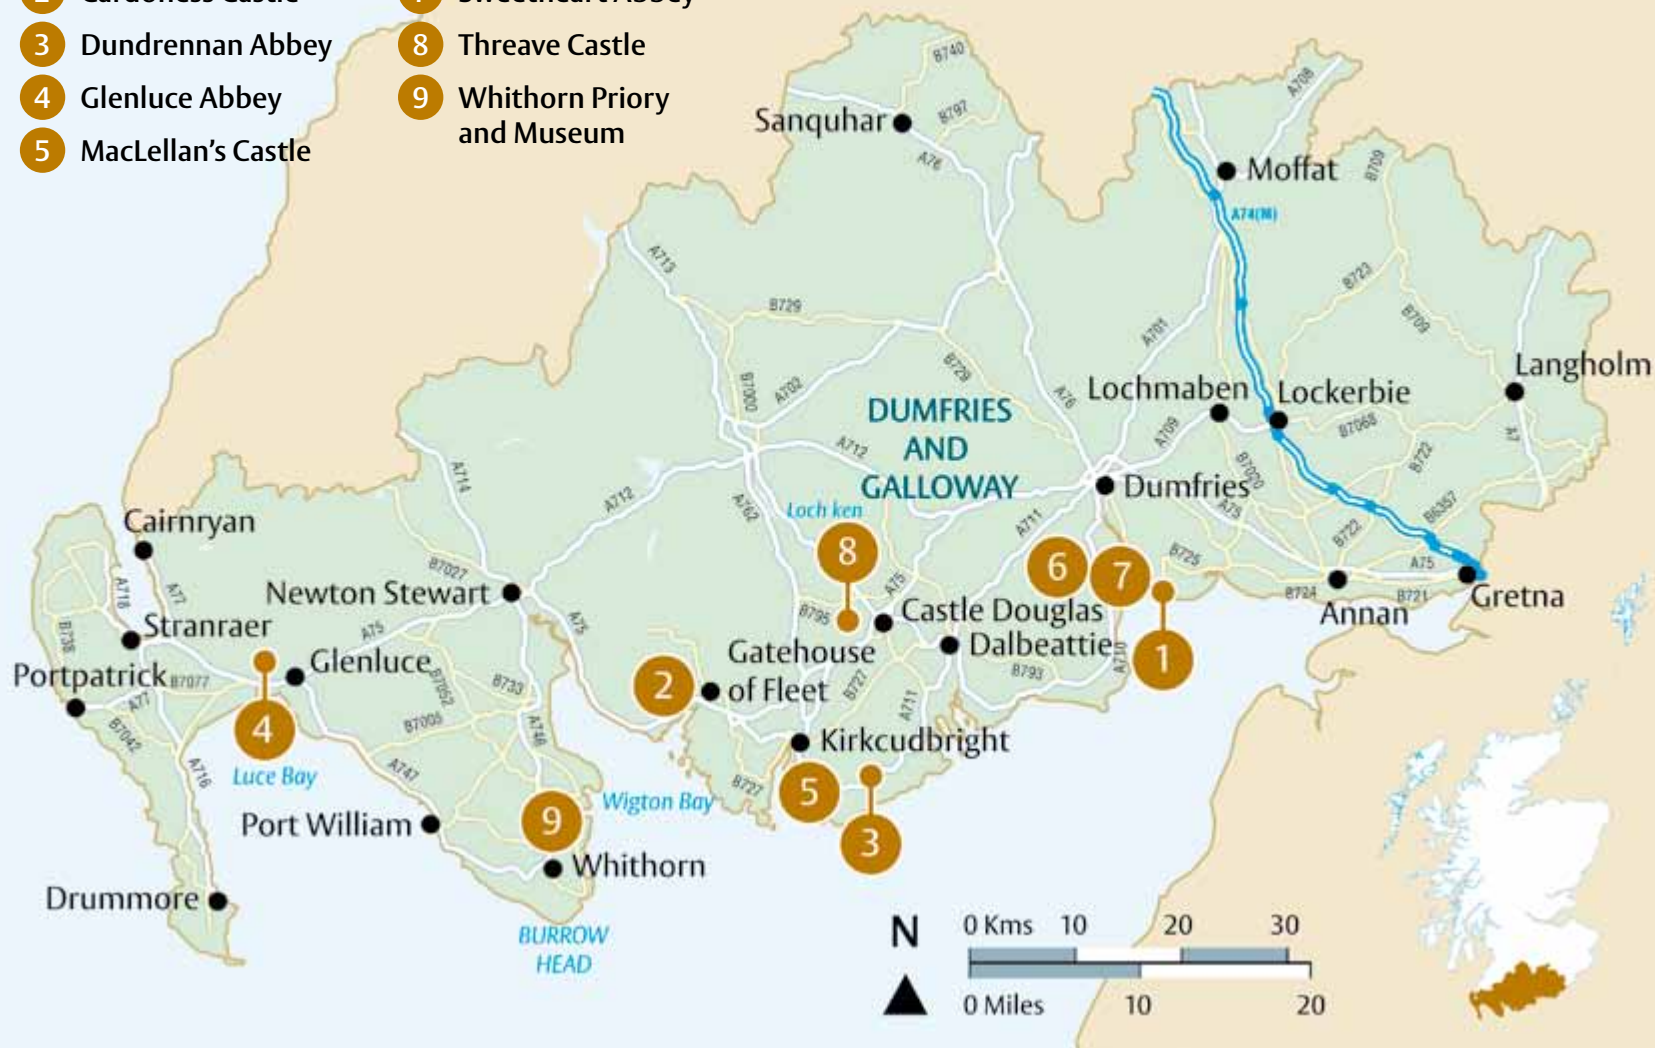 2 Cardoness Castle
3 Dundrennan Abbey
4 Glenluce Abbey
5 MacLellan's Castle
7 Sweetheart Abbey
8 Threave Castle
9 Whithorn Priory
and Museum
B740
B797
Sanquhar
A76
A708
Moffat
A74(M)
B709
A713
B729
B723
B709
A701
B7000
A702
B729
A76
Lochmaben
Lockerbie
Langholm
DUMFRIES
AND
GALLOWAY
A709
B7068
A7
A712
A714
A712
A762
Loch ken
Dumfries
B7020
B722
A75
B6357
A711
B722
Cairnryan
8
6
7
B725
A75
A718
A77
B7027
Newton Stewart
A75
A75
B795
Castle Douglas
B724
B721
Gretna
Annan
Stranraer
A75
B738
Gatehouse
of Fleet
Dalbeattie
A710
1
Portpatrick
B7077
Glenluce
B7052
B733
2
B727
B793
A77
4
B7005
A746
A711
B7042
Kirkcudbright
A716
Luce Bay
A747
B727
5
Wigton Bay
Port William
9
3
Whithorn
Drummore
BURROW
HEAD
N
0 Kms 10 20 30
0 Miles 10 20